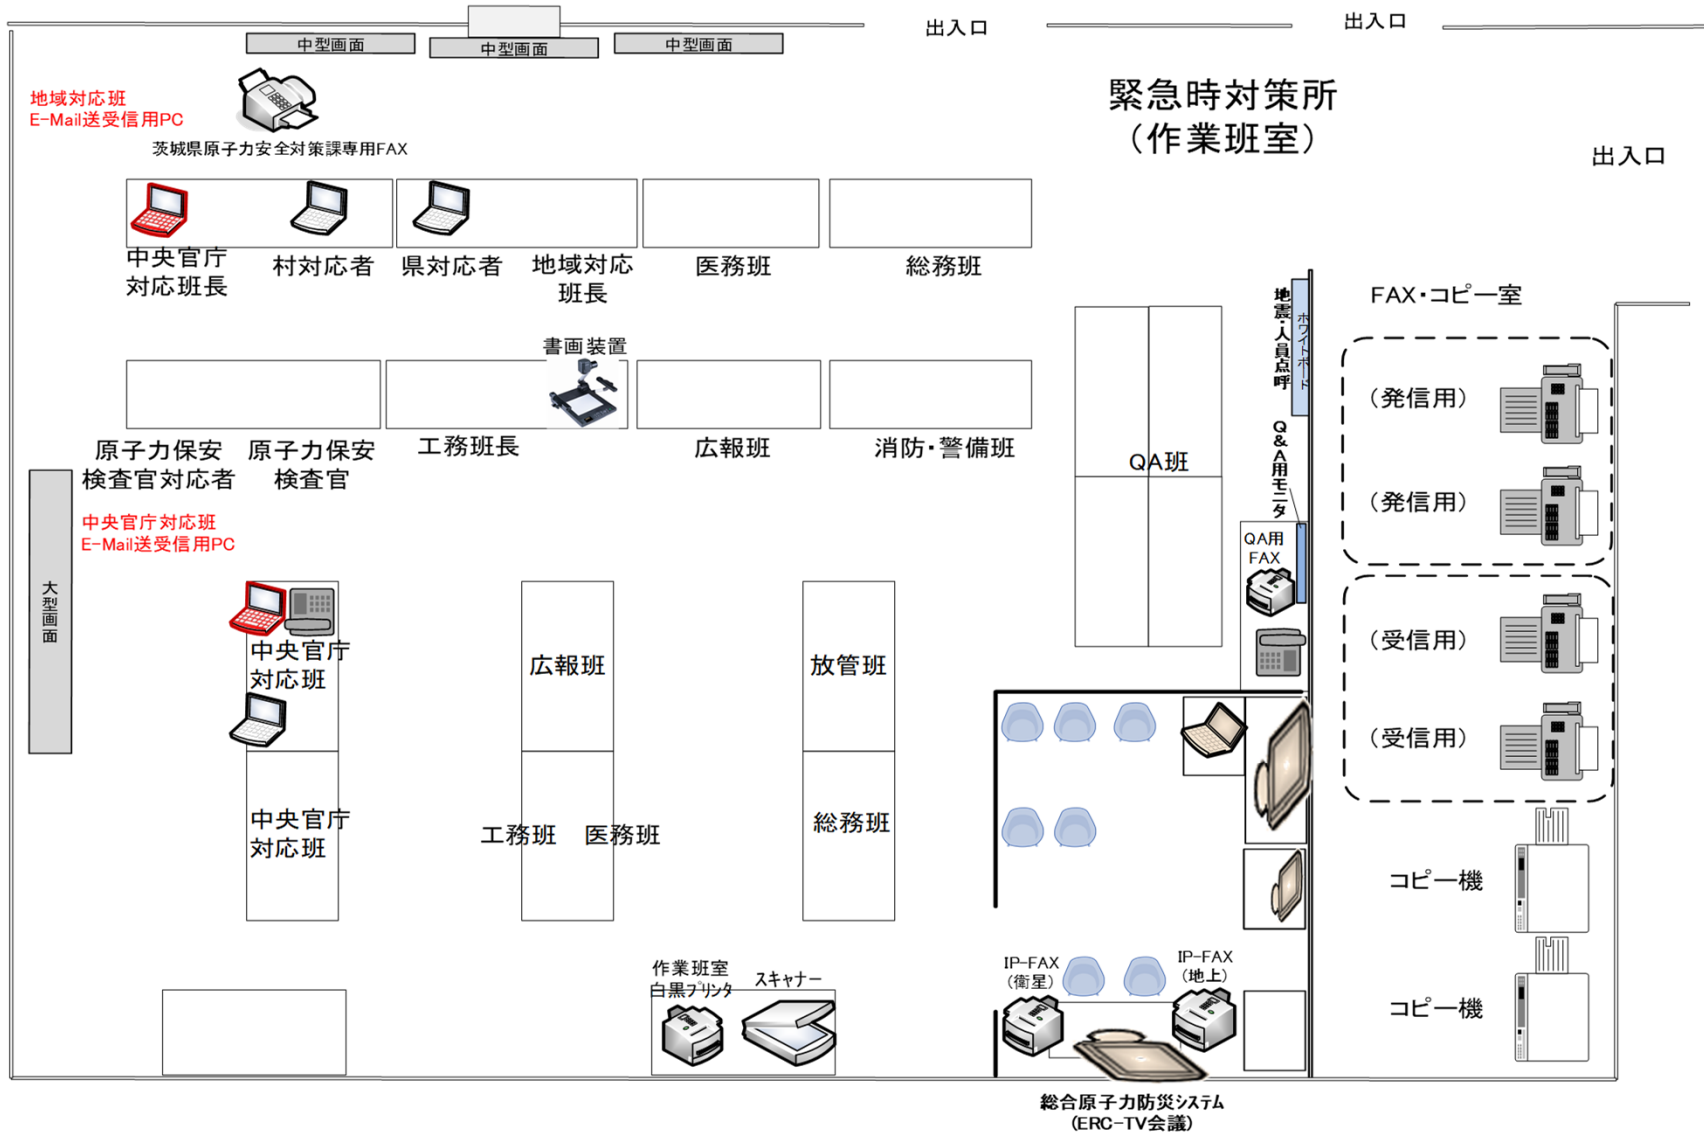 出入口
出入口
中型画面
中型画面
中型画面
緊急時対策所
（作業班室）
出入口
地域対応班
E-Mail送受信用PC
茨城県原子力安全対策課専用FAX
中央官庁
対応班長
村対応者
県対応者
地域対応
班長
医務班
総務班
書画装置
原子力保安
検査官対応者
原子力保安
検査官
工務班長
広報班
消防・警備班
QA班
地震・人員点呼
ホワイトボード
Q&A用モニタ
QA用
FAX
FAX・コピー室
（発信用）
（発信用）
（受信用）
（受信用）
コピー機
コピー機
大型画面
中央官庁対応班
E-Mail送受信用PC
中央官庁
対応班
広報班
放管班
中央官庁
対応班
工務班
医務班
総務班
作業班室
白黒プリンタ
スキャナー
IP-FAX
（衛星）
IP-FAX
（地上）
総合原子力防災システム
(ERC-TV会議)